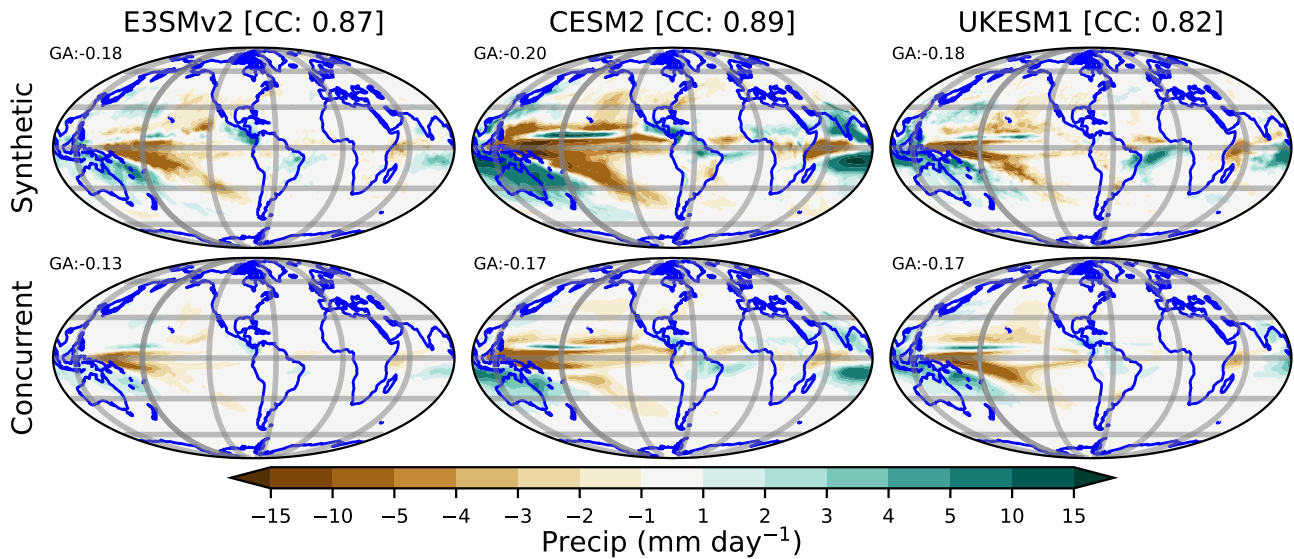 E3SMv2 [CC: 0.87]
CESM2 [CC: 0.89]
UKESM1 [CC: 0.82]
Synthetic
GA:-0.18
GA:-0.20
GA:-0.18
Concurrent
GA:-0.13
GA:-0.17
GA:-0.17
−15 −10 −5 −4 −3 −2 −1 1 2 3 4 5 10 15
Precip (mm day⁻¹)